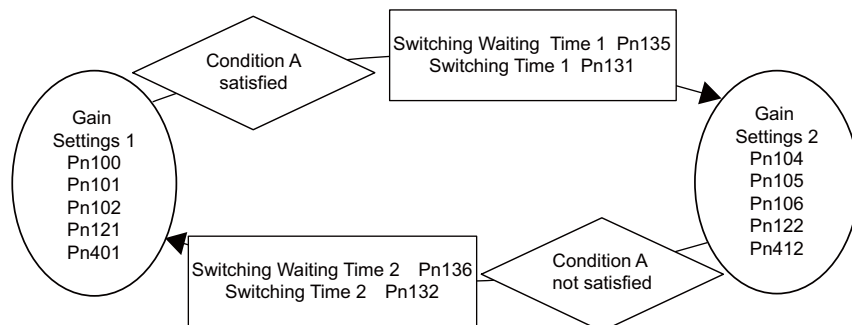 Condition A
satisfied
Switching Waiting Time 1 Pn135
Switching Time 1 Pn131
Gain
Settings 1
Pn100
Pn101
Pn102
Pn121
Pn401
Gain
Settings 2
Pn104
Pn105
Pn106
Pn122
Pn412
Switching Waiting Time 2 Pn136
Switching Time 2 Pn132
Condition A
not satisfied